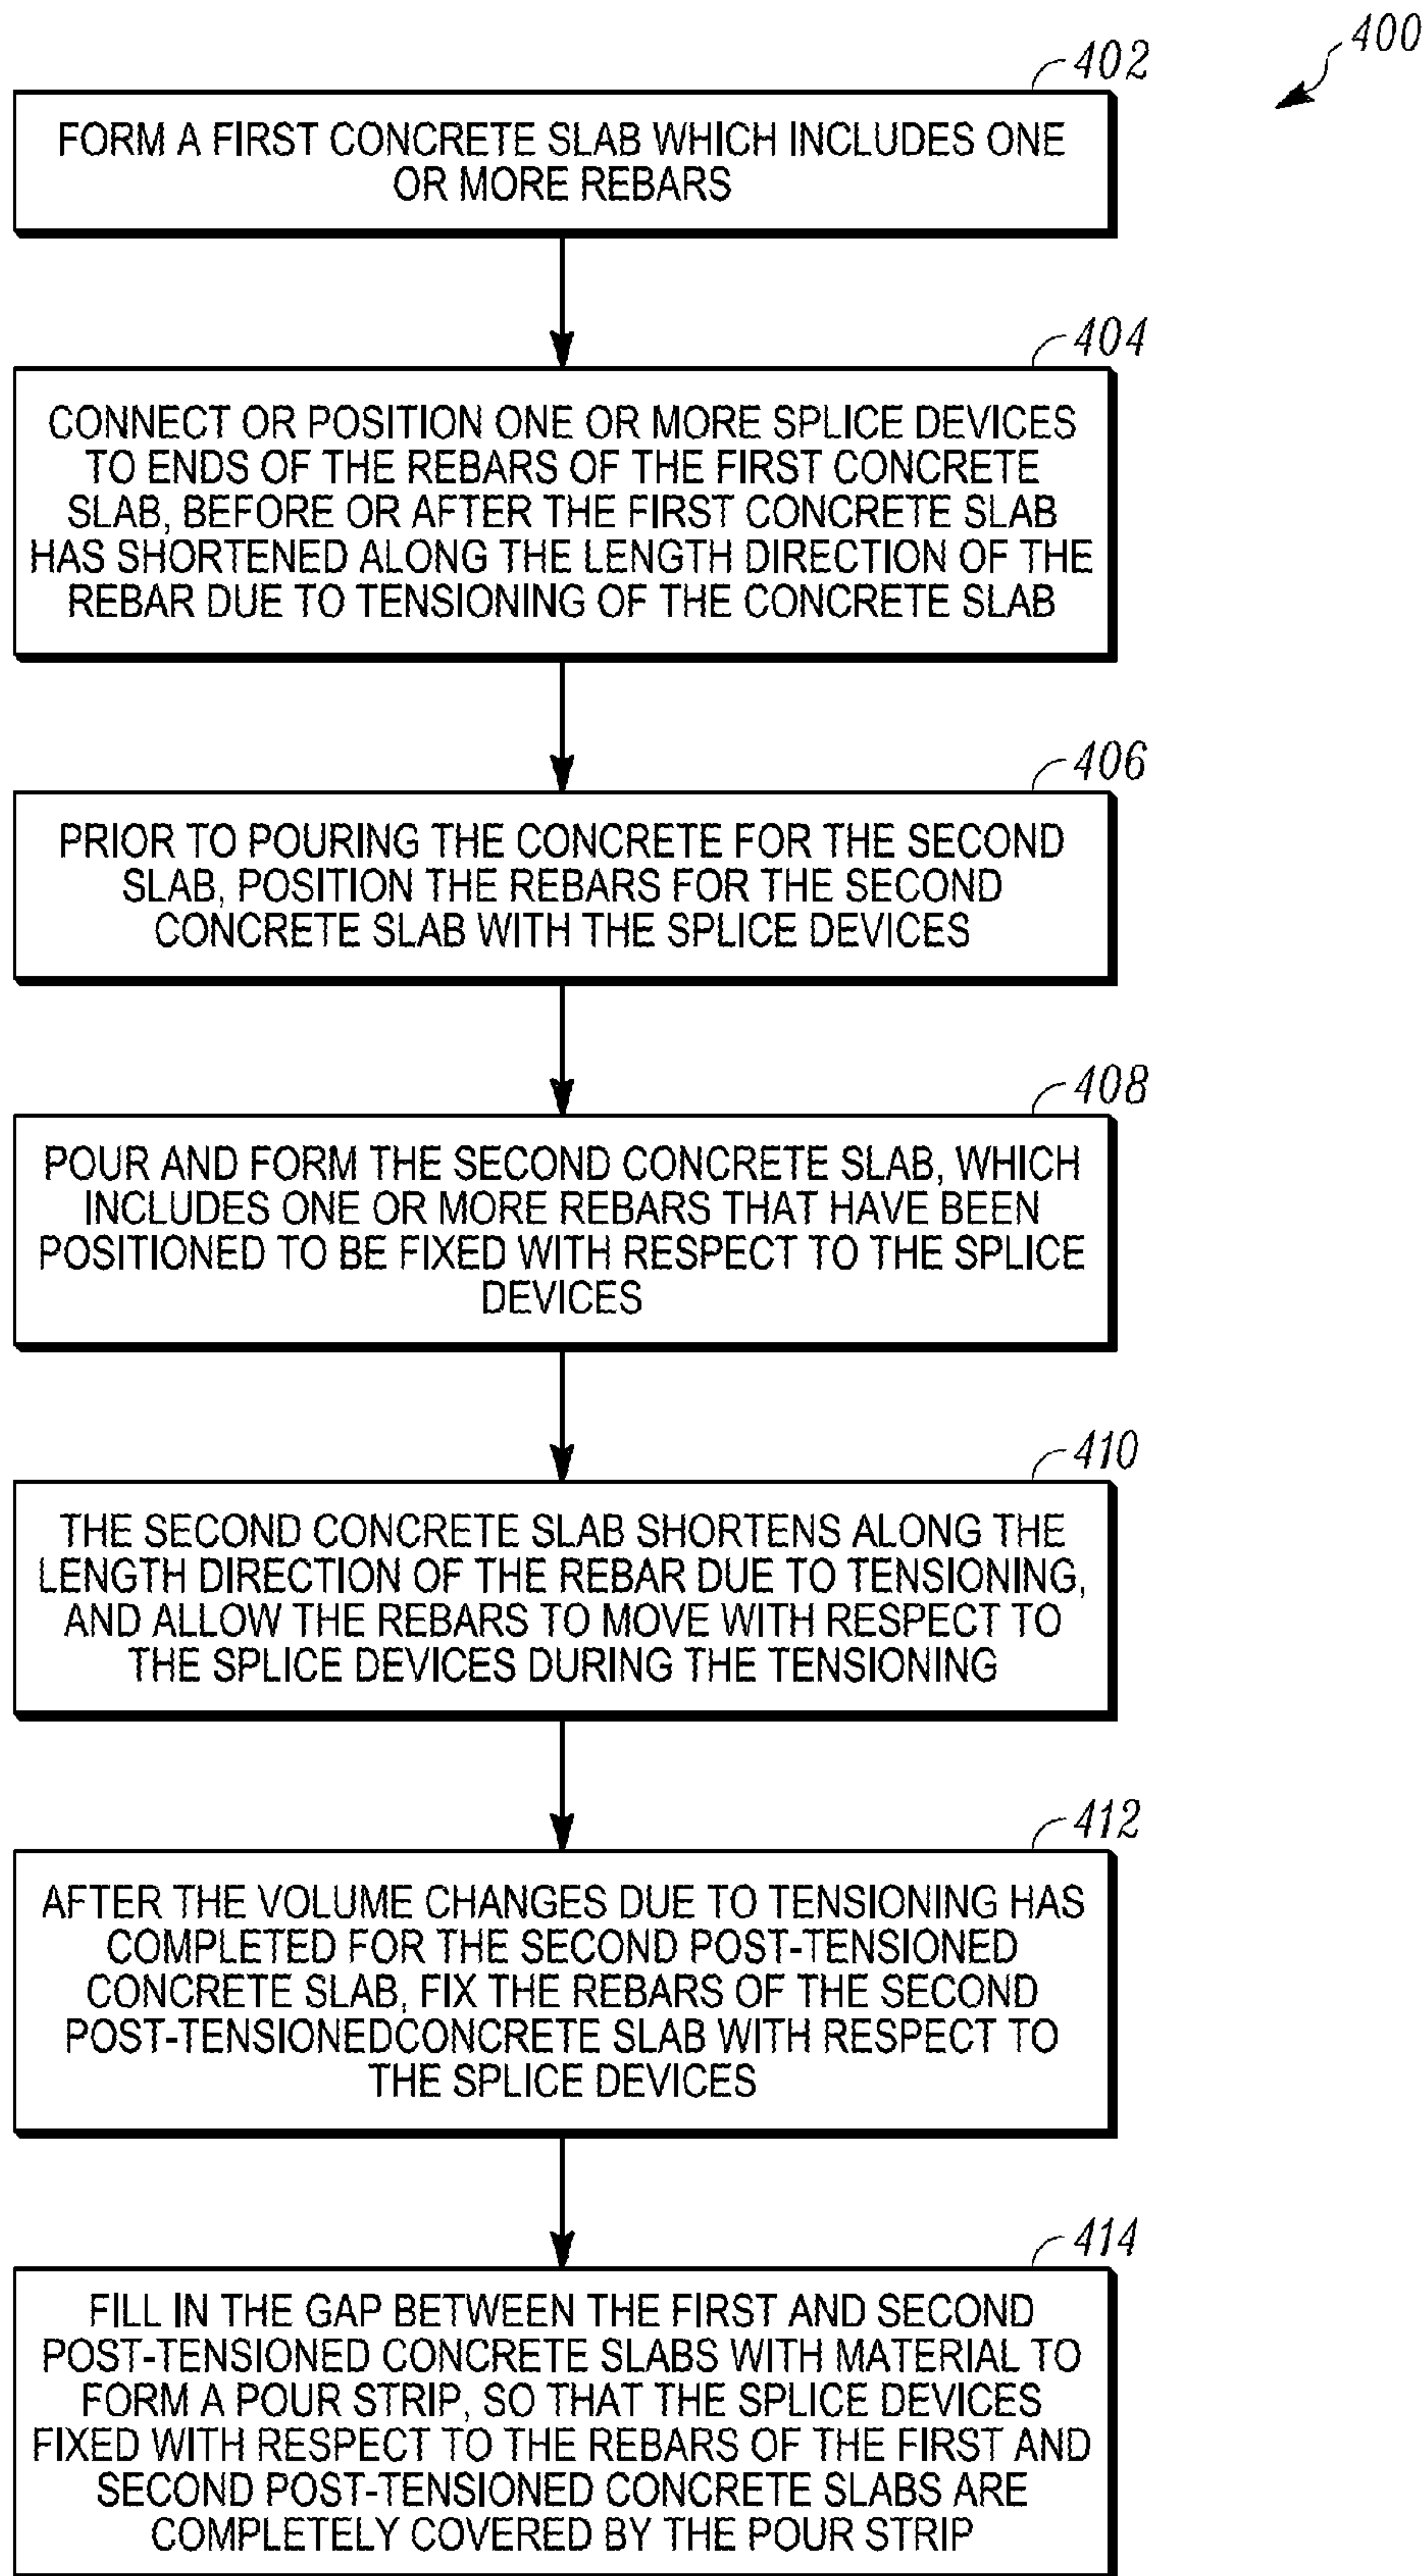 400
402
FORM A FIRST CONCRETE SLAB WHICH INCLUDES ONE
OR MORE REBARS
404
CONNECT OR POSITION ONE OR MORE SPLICE DEVICES
TO ENDS OF THE REBARS OF THE FIRST CONCRETE
SLAB, BEFORE OR AFTER THE FIRST CONCRETE SLAB
HAS SHORTENED ALONG THE LENGTH DIRECTION OF THE
REBAR DUE TO TENSIONING OF THE CONCRETE SLAB
406
PRIOR TO POURING THE CONCRETE FOR THE SECOND
SLAB, POSITION THE REBARS FOR THE SECOND
CONCRETE SLAB WITH THE SPLICE DEVICES
408
POUR AND FORM THE SECOND CONCRETE SLAB, WHICH
INCLUDES ONE OR MORE REBARS THAT HAVE BEEN
POSITIONED TO BE FIXED WITH RESPECT TO THE SPLICE
DEVICES
410
THE SECOND CONCRETE SLAB SHORTENS ALONG THE
LENGTH DIRECTION OF THE REBAR DUE TO TENSIONING,
AND ALLOW THE REBARS TO MOVE WITH RESPECT TO
THE SPLICE DEVICES DURING THE TENSIONING
412
AFTER THE VOLUME CHANGES DUE TO TENSIONING HAS
COMPLETED FOR THE SECOND POST-TENSIONED
CONCRETE SLAB, FIX THE REBARS OF THE SECOND
POST-TENSIONEDCONCRETE SLAB WITH RESPECT TO
THE SPLICE DEVICES
414
FILL IN THE GAP BETWEEN THE FIRST AND SECOND
POST-TENSIONED CONCRETE SLABS WITH MATERIAL TO
FORM A POUR STRIP, SO THAT THE SPLICE DEVICES
FIXED WITH RESPECT TO THE REBARS OF THE FIRST AND
SECOND POST-TENSIONED CONCRETE SLABS ARE
COMPLETELY COVERED BY THE POUR STRIP